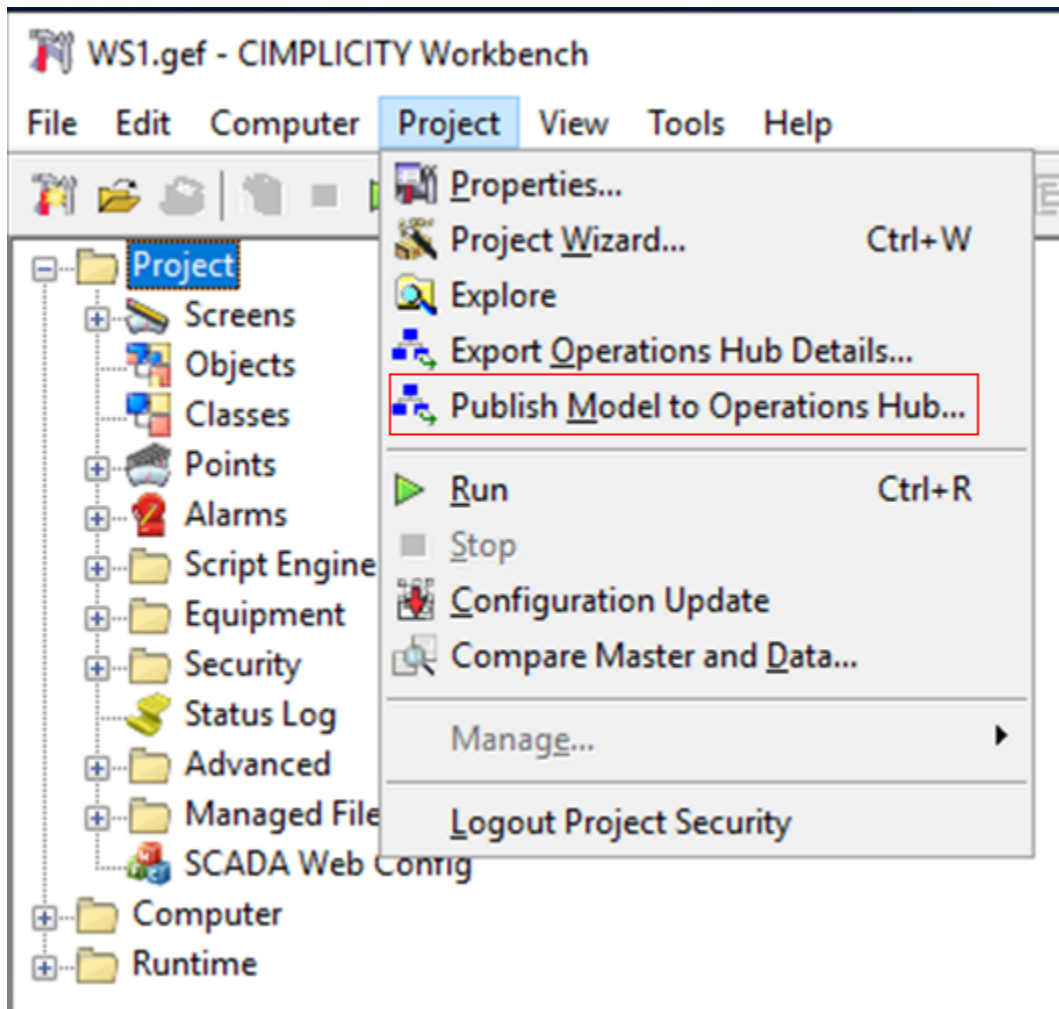 WS1.gef - CIMPLICITY Workbench
File Edit Computer Project View Tools Help
Properties...
Project Wizard... Ctrl+W
Explore
Export Operations Hub Details...
Publish Model to Operations Hub...
Run Ctrl+R
Stop
Configuration Update
Compare Master and Data...
Manage...
Logout Project Security
Project
Screens
Objects
Classes
Points
Alarms
Script Engine
Equipment
Security
Status Log
Advanced
Managed File
SCADA Web Config
Computer
Runtime